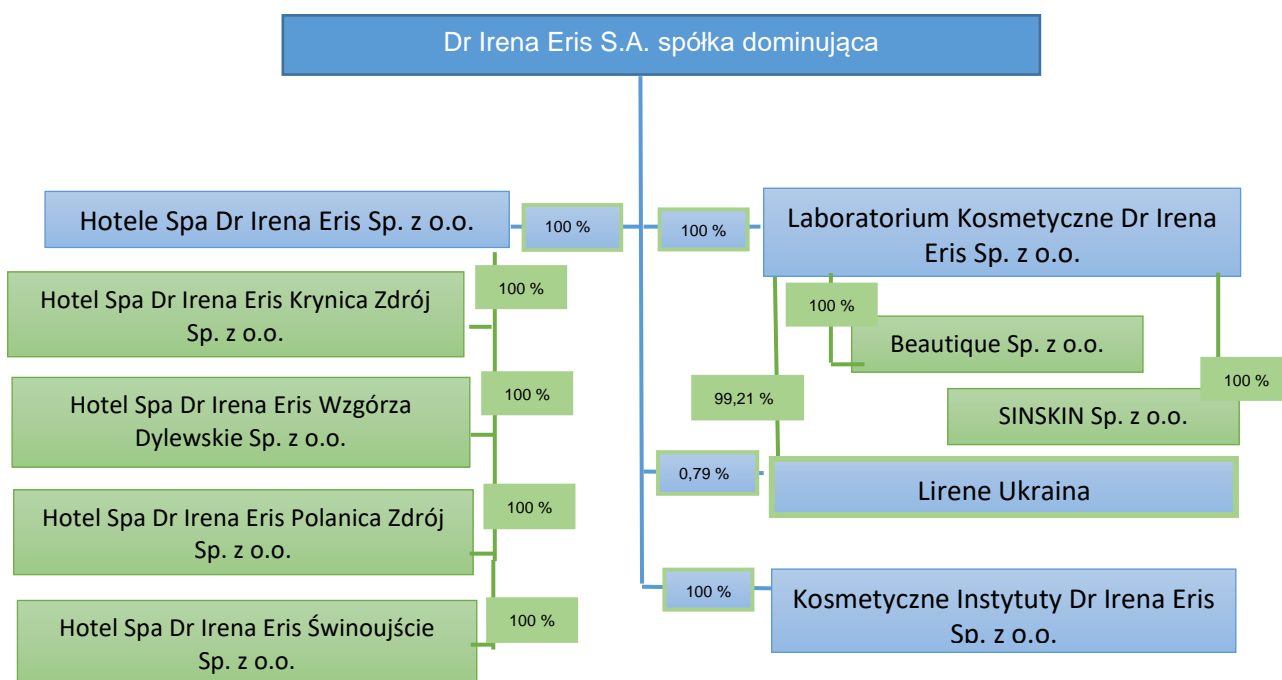 Dr Irena Eris S.A. spółka dominująca
Hotele Spa Dr Irena Eris Sp. z o.o.
100 %
100 %
Laboratorium Kosmetyczne Dr Irena
Eris Sp. z o.o.
Hotel Spa Dr Irena Eris Krynica Zdrój
Sp. z o.o.
100 %
100 %
Beautique Sp. z o.o.
Hotel Spa Dr Irena Eris Wzgórza
Dylewskie Sp. z o.o.
100 %
99,21 %
100 %
SINSKIN Sp. z o.o.
0,79 %
Lirene Ukraina
Hotel Spa Dr Irena Eris Polanica Zdrój
Sp. z o.o.
100 %
100 %
Kosmetyczne Instytuty Dr Irena Eris
Sp. z o.o.
Hotel Spa Dr Irena Eris Świnoujście
Sp. z o.o.
100 %